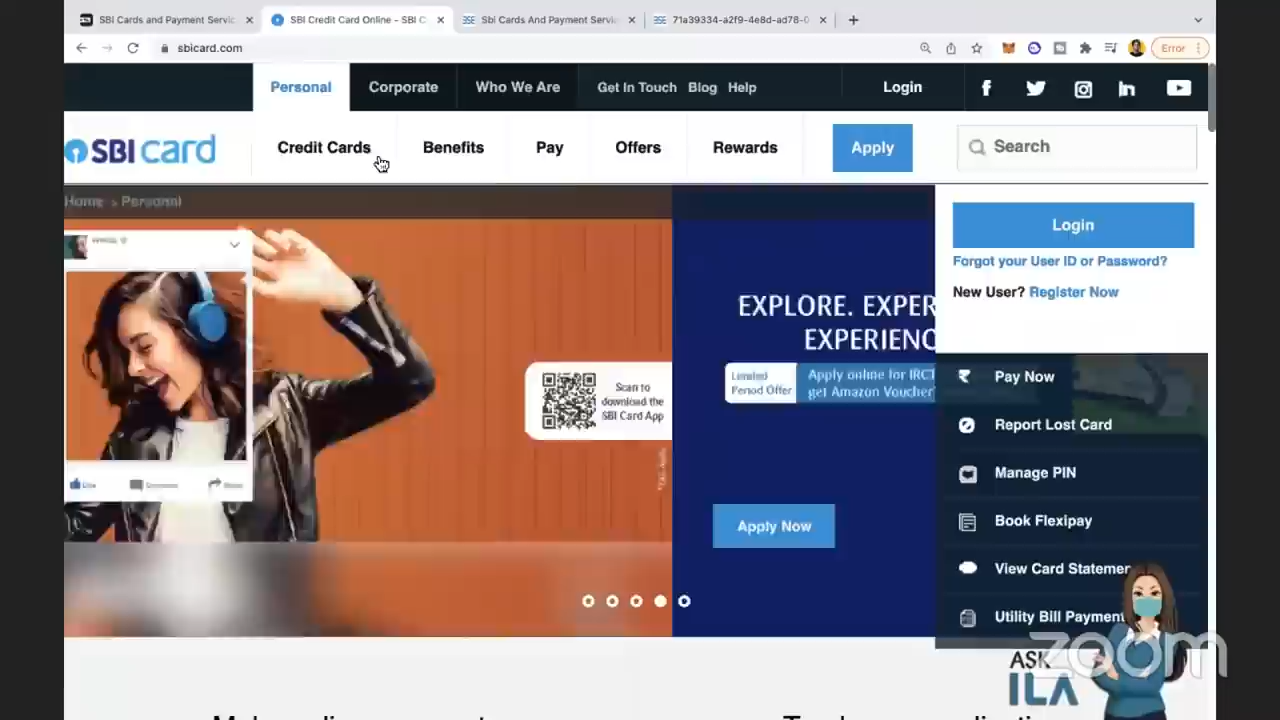 SBI Cards and Payment Servic
SBI Credit Card Online - SBI C
Sbi Cards And Payment Servic
71a39334-a2f9-4e8d-ad78-0
sbicard.com
Error
Personal
Corporate
Who We Are
Get In Touch
Blog
Help
Login
SBI card
Credit Cards
Benefits
Pay
Offers
Rewards
Apply
Search
Home > Personal
Login
Forgot your User ID or Password?
New User? Register Now
EXPLORE. EXPER
EXPERIENC
Limited
Period Offer
Apply online for IRCT
get Amazon Voucher
Scan to
download the
SBI Card App
Like
Comment
Share
Apply Now
Pay Now
Report Lost Card
Manage PIN
Book Flexipay
View Card Statemen
Utility Bill Payment
ASK
ILA
zoom